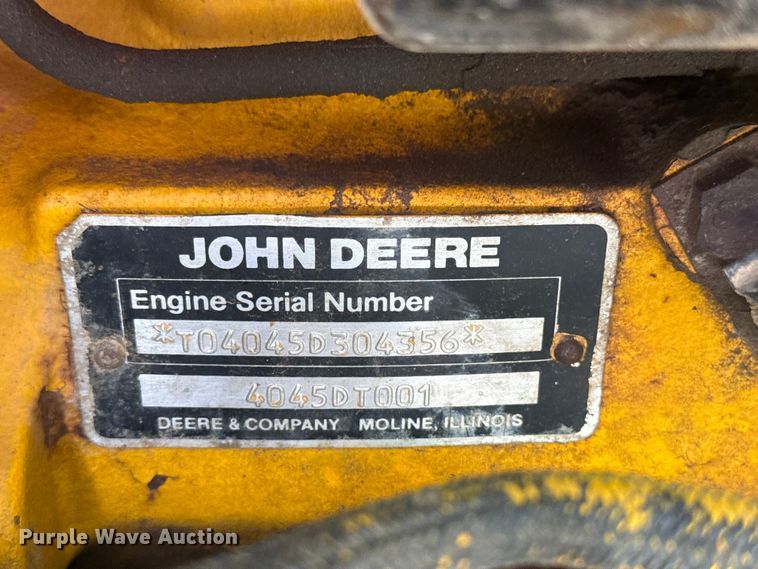 JOHN DEERE
Engine Serial Number
*T04045D304356*
4045DT001
DEERE & COMPANY MOLINE, ILLINOIS
Purple Wave Auction